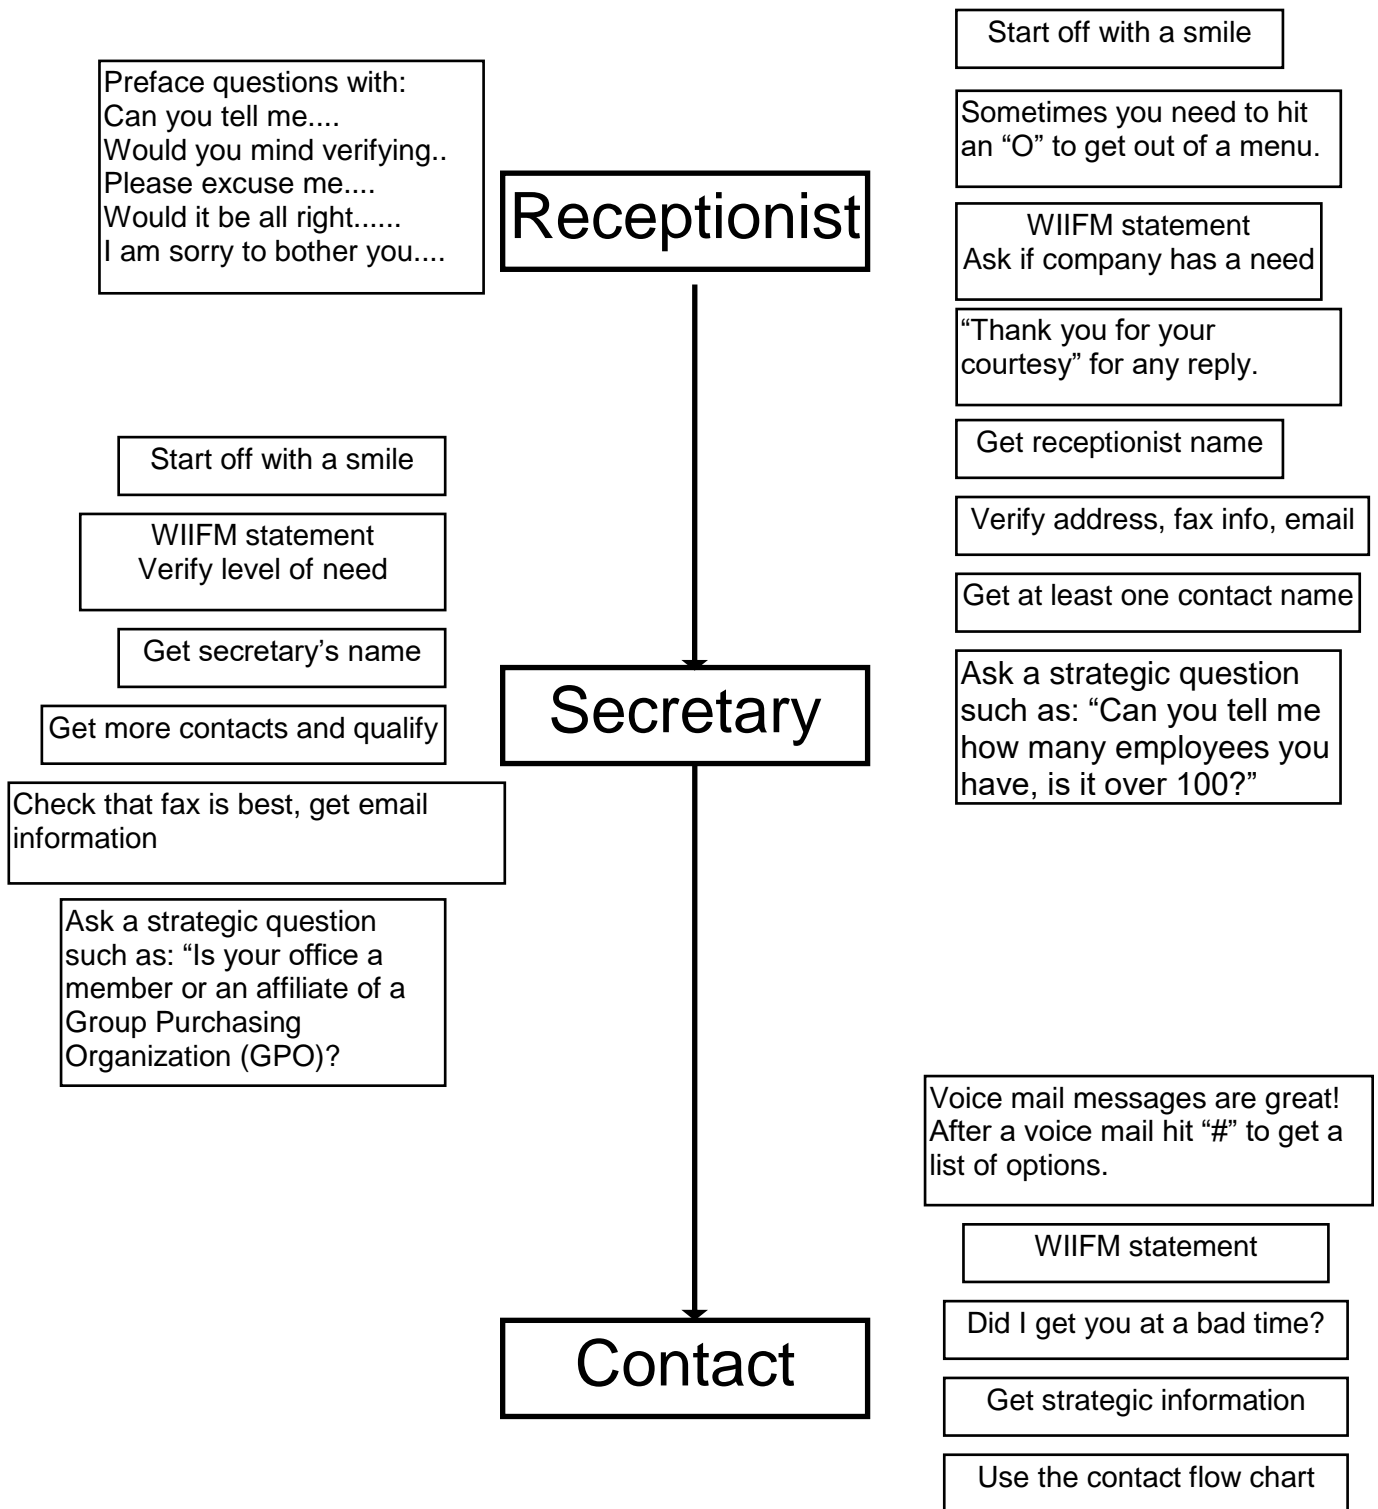 Start off with a smile
Preface questions with:
Can you tell me....
Would you mind verifying..
Please excuse me....
Would it be all right......
I am sorry to bother you....
Sometimes you need to hit
an “O” to get out of a menu.
Receptionist
WIIFM statement
Ask if company has a need
“Thank you for your
courtesy” for any reply.
Get receptionist name
Verify address, fax info, email
Get at least one contact name
Ask a strategic question
such as: “Can you tell me
how many employees you
have, is it over 100?”
Start off with a smile
WIIFM statement
Verify level of need
Get secretary’s name
Secretary
Get more contacts and qualify
Check that fax is best, get email
information
Ask a strategic question
such as: “Is your office a
member or an affiliate of a
Group Purchasing
Organization (GPO)?
Voice mail messages are great!
After a voice mail hit “#” to get a
list of options.
WIIFM statement
Contact
Did I get you at a bad time?
Get strategic information
Use the contact flow chart